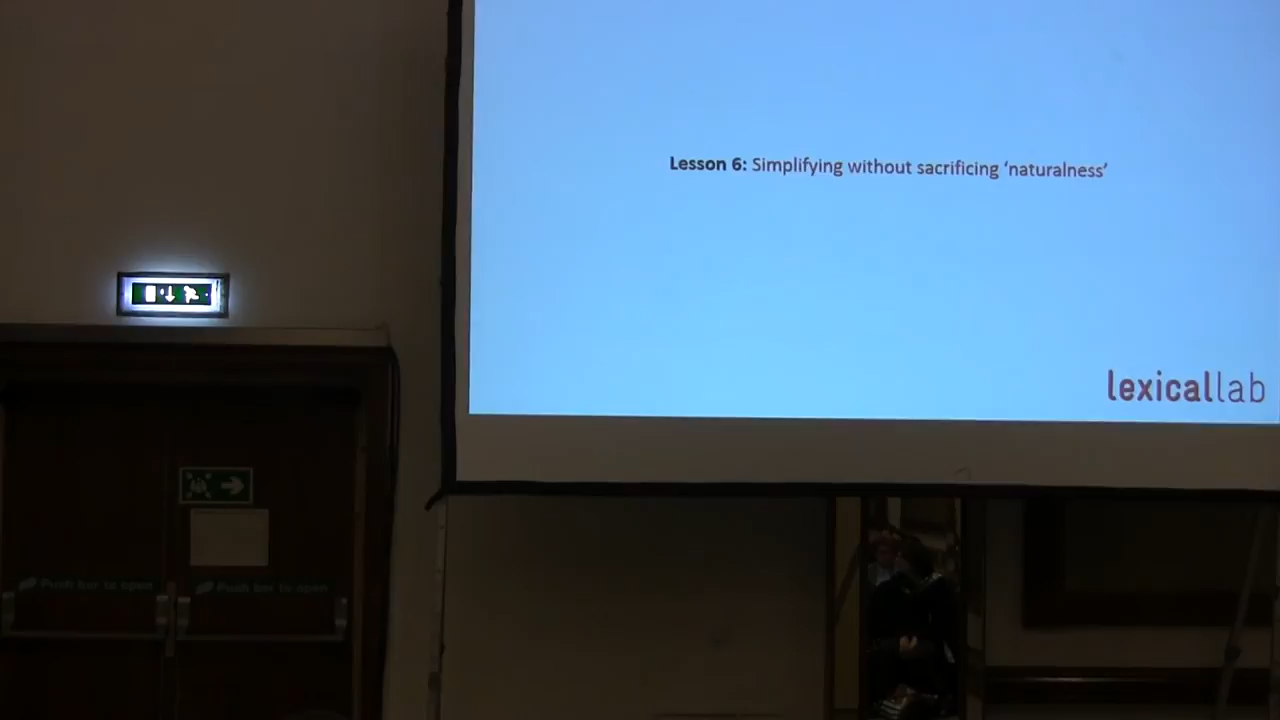 Lesson 6: Simplifying without sacrificing ‘naturalness’
lexicallab
Push bar to open
Push bar to open